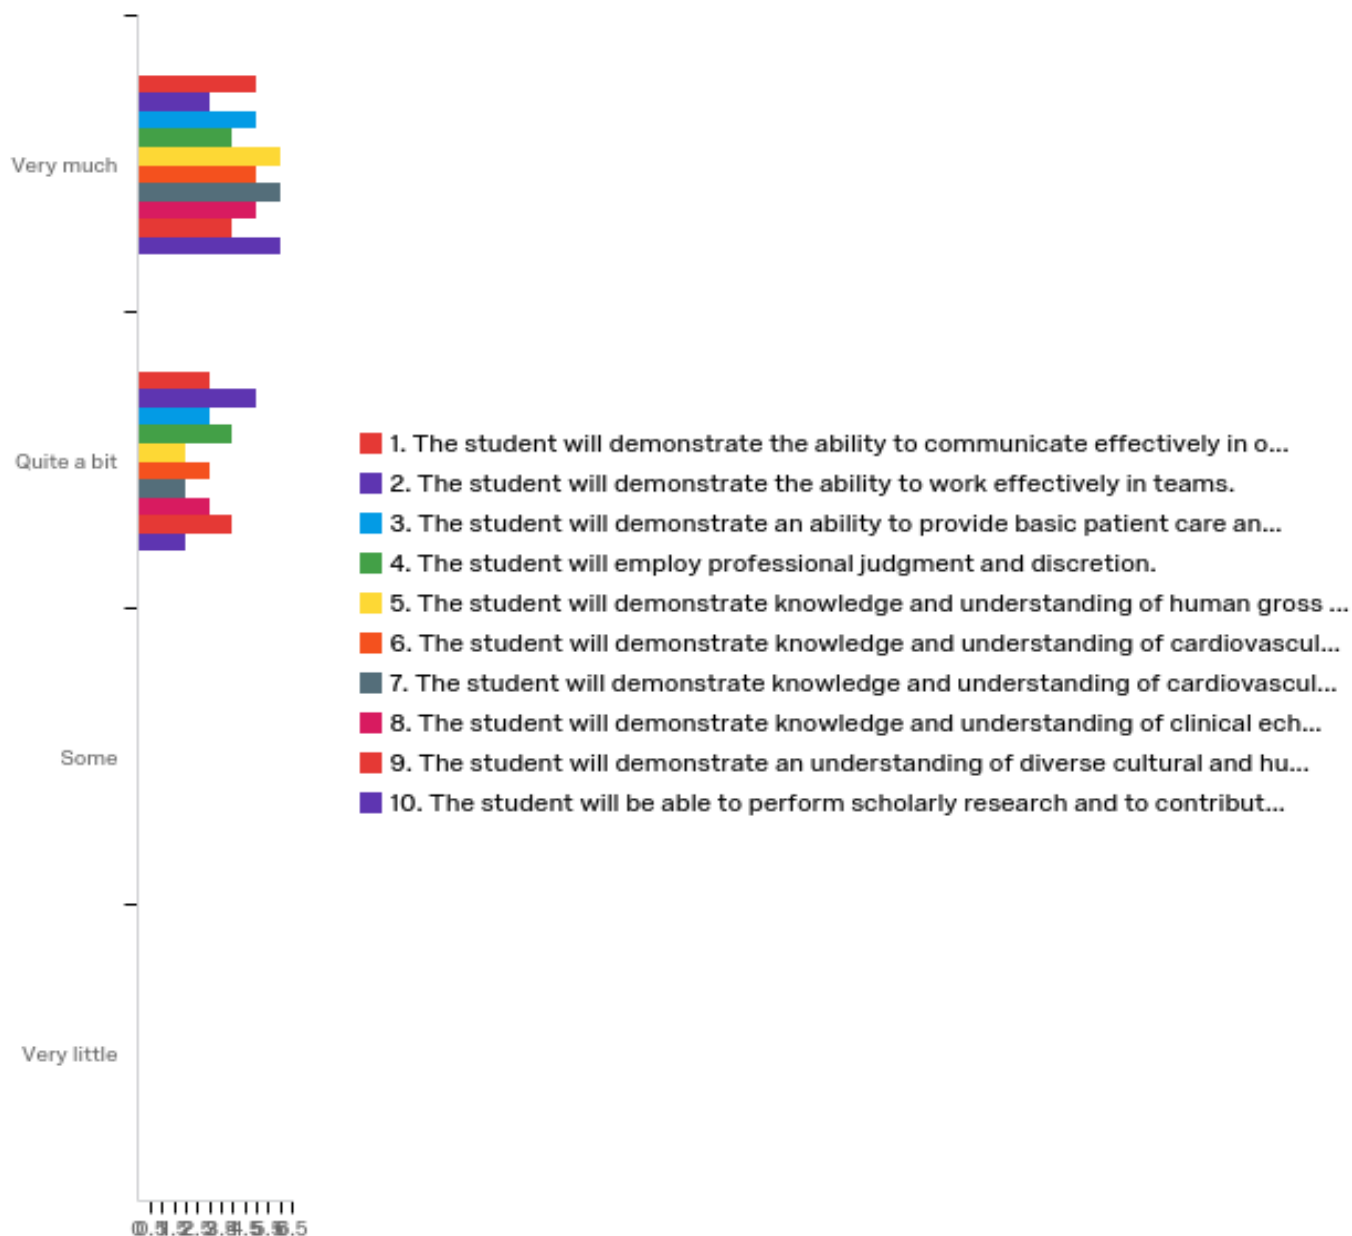 Very much
Quite a bit
1. The student will demonstrate the ability to communicate effectively in o...
2. The student will demonstrate the ability to work effectively in teams.
3. The student will demonstrate an ability to provide basic patient care an...
4. The student will employ professional judgment and discretion.
5. The student will demonstrate knowledge and understanding of human gross ...
6. The student will demonstrate knowledge and understanding of cardiovascul...
7. The student will demonstrate knowledge and understanding of cardiovascul...
8. The student will demonstrate knowledge and understanding of clinical ech...
9. The student will demonstrate an understanding of diverse cultural and hu...
10. The student will be able to perform scholarly research and to contribut...
Some
Very little